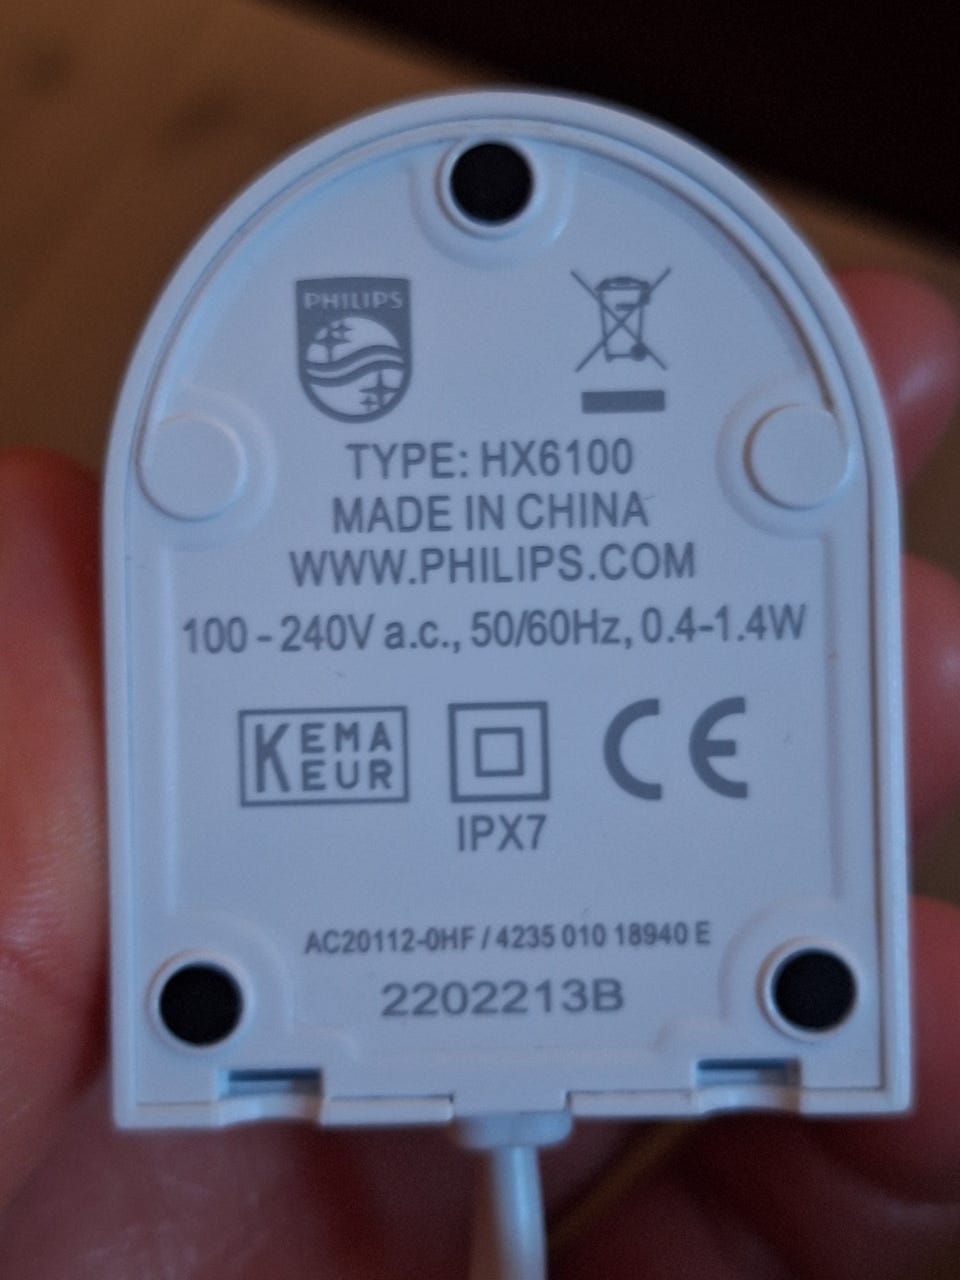 PHILIPS
TYPE: HX6100
MADE IN CHINA
WWW.PHILIPS.COM
100-240V a.c., 50/60Hz, 0.4-1.4W
KEMA
EUR
CE
IPX7
AC20112-0HF / 4235 010 18940 E
2202213B